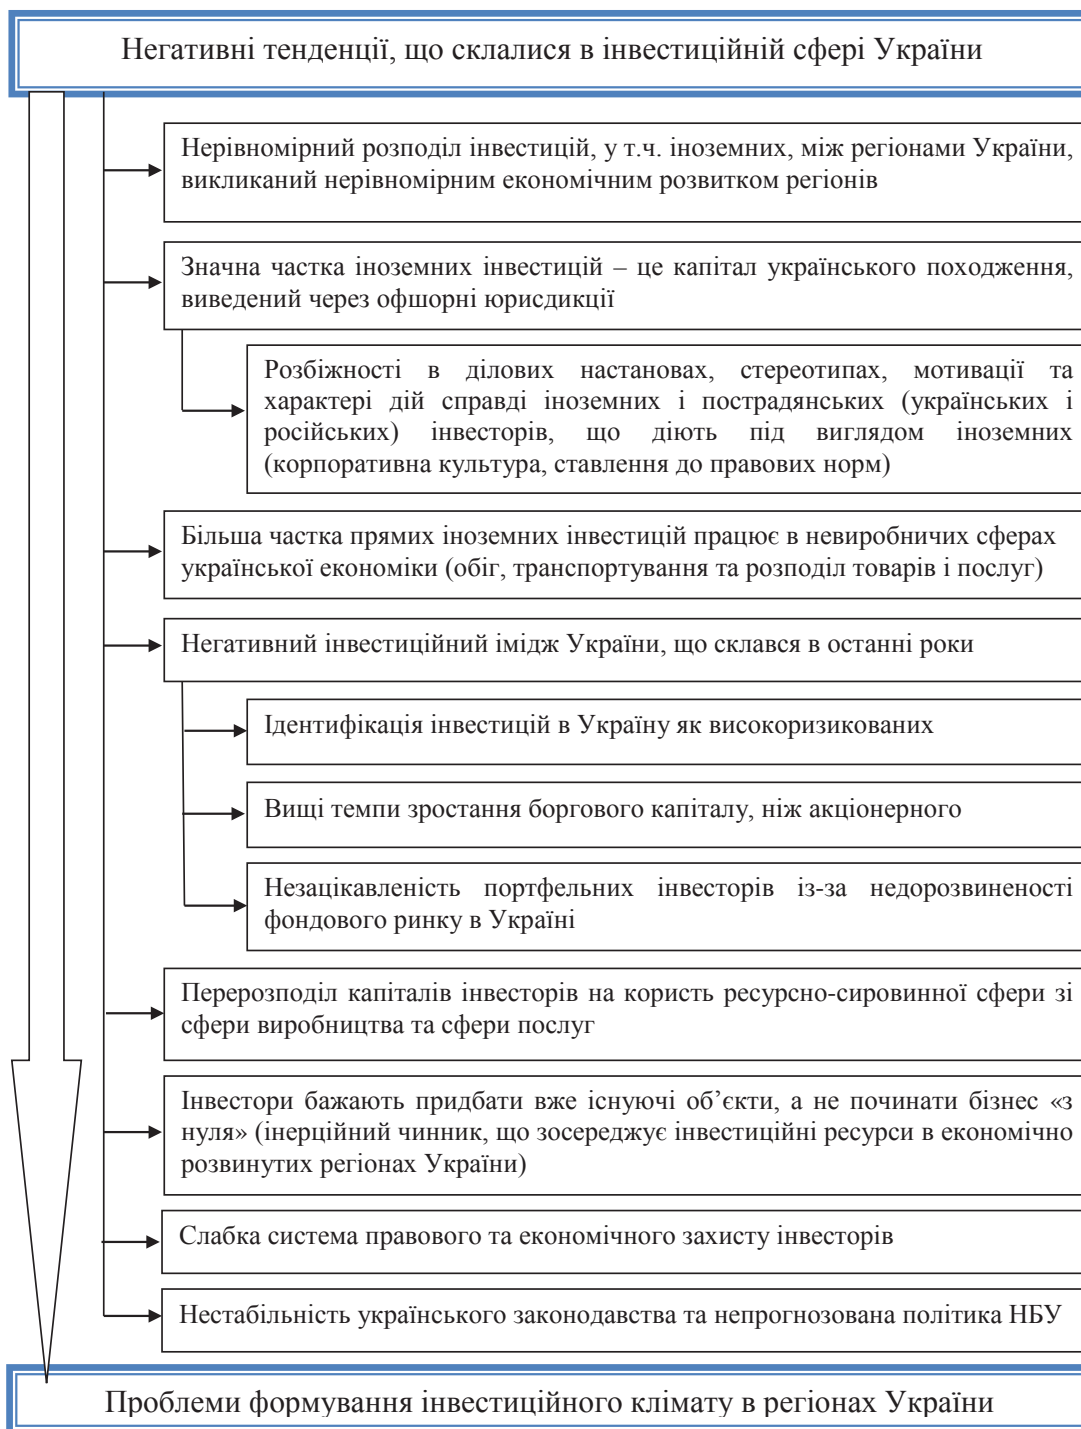 Негативні тенденції, що склалися в інвестиційній сфері України
Нерівномірний розподіл інвестицій, у т.ч. іноземних, між регіонами України,
викликаний нерівномірним економічним розвитком регіонів
Значна частка іноземних інвестицій – це капітал українського походження,
виведений через офшорні юрисдикції
Розбіжності в ділових настановах, стереотипах, мотивації та
характері дій справді іноземних і пострадянських (українських і
російських) інвесторів, що діють під виглядом іноземних
(корпоративна культура, ставлення до правових норм)
Більша частка прямих іноземних інвестицій працює в невиробничих сферах
української економіки (обіг, транспортування та розподіл товарів і послуг)
Негативний інвестиційний імідж України, що склався в останні роки
Ідентифікація інвестицій в Україну як високоризикованих
Вищі темпи зростання боргового капіталу, ніж акціонерного
Незацікавленість портфельних інвесторів із-за недорозвиненості
фондового ринку в Україні
Перерозподіл капіталів інвесторів на користь ресурсно-сировинної сфери зі
сфери виробництва та сфери послуг
Інвестори бажають придбати вже існуючі об’єкти, а не починати бізнес «з
нуля» (інерційний чинник, що зосереджує інвестиційні ресурси в економічно
розвинутих регіонах України)
Слабка система правового та економічного захисту інвесторів
Нестабільність українського законодавства та непрогнозована політика НБУ
Проблеми формування інвестиційного клімату в регіонах України